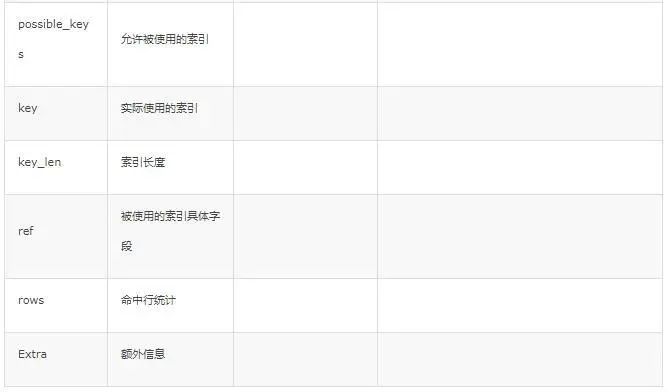 possible_key
s
允许被使用的索引
key
实际使用的索引
key_len
索引长度
ref
被使用的索引具体字
段
rows
命中行统计
Extra
额外信息